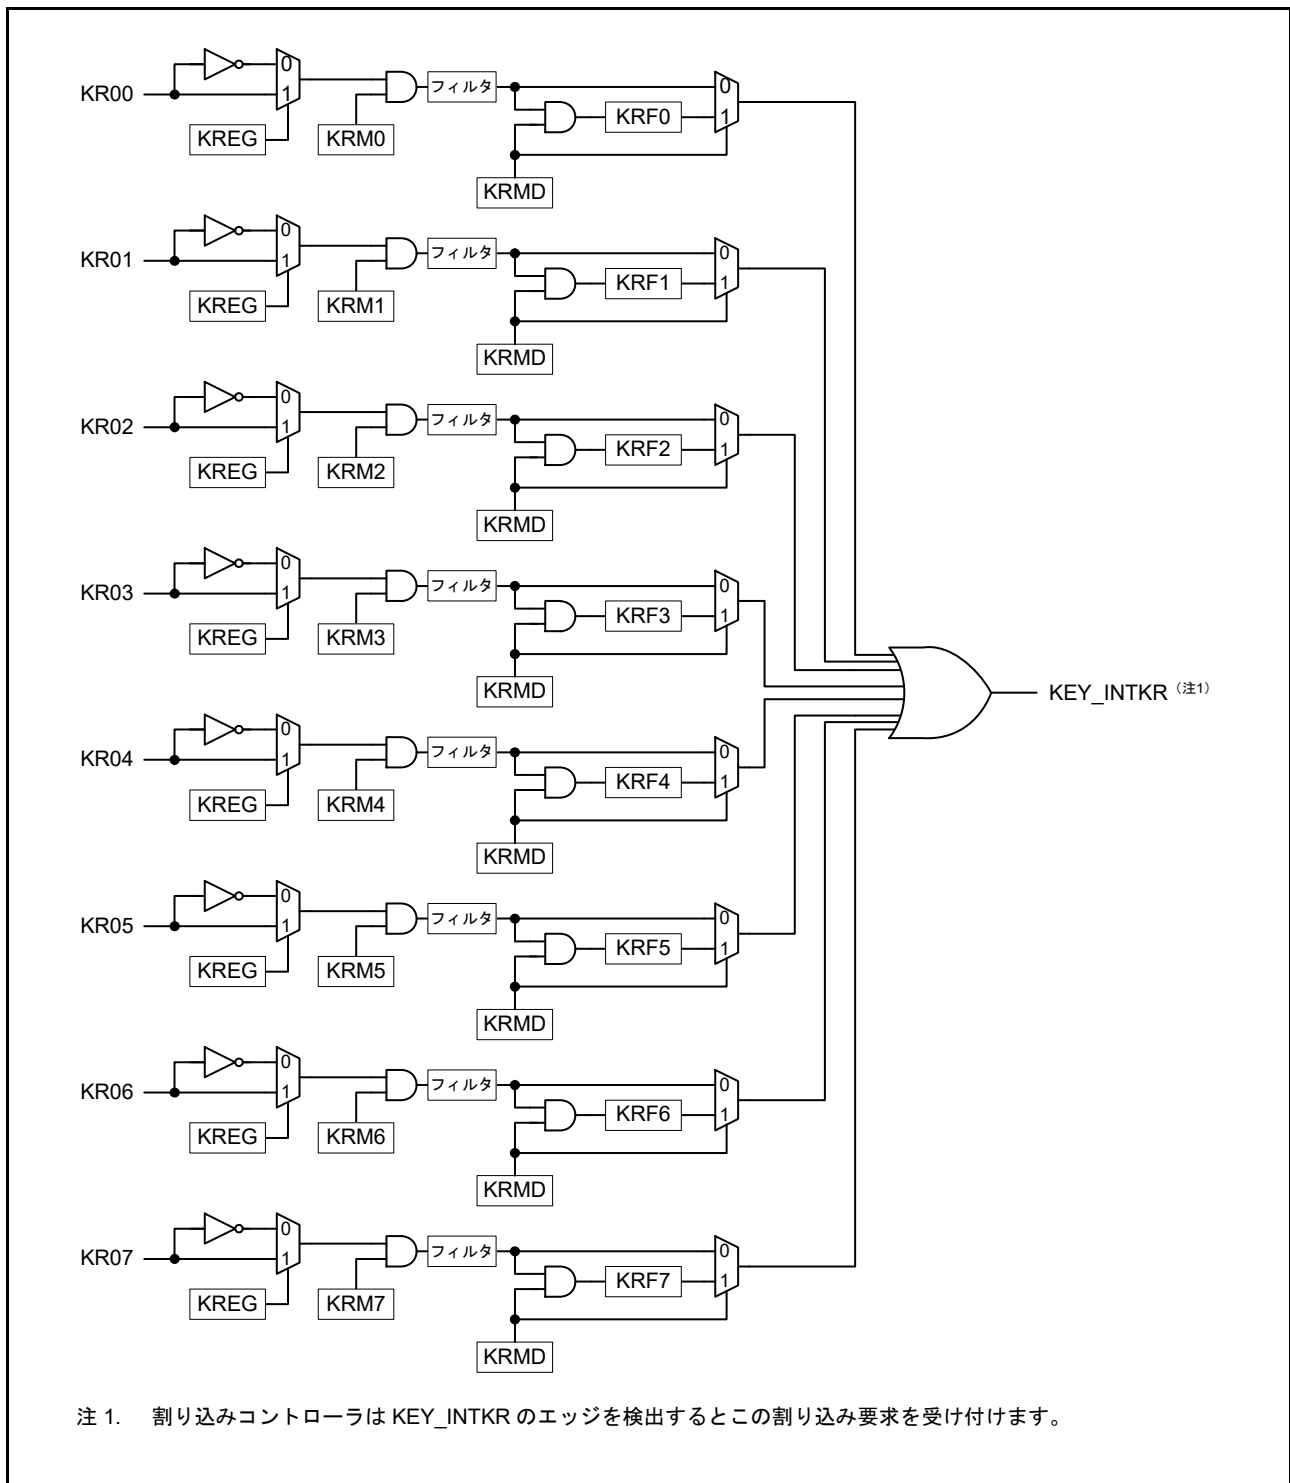 0
KR00
1
フィルタ
0
KRF0
1
KREG
KRM0
KRMD
0
KR01
1
フィルタ
0
KRF1
1
KREG
KRM1
KRMD
0
KR02
1
フィルタ
0
KRF2
1
KREG
KRM2
KRMD
0
KR03
1
フィルタ
0
KRF3
1
KREG
KRM3
KRMD
KEY_INTKR（注1）
0
KR04
1
フィルタ
0
KRF4
1
KREG
KRM4
KRMD
0
KR05
1
フィルタ
0
KRF5
1
KREG
KRM5
KRMD
0
KR06
1
フィルタ
0
KRF6
1
KREG
KRM6
KRMD
0
KR07
1
フィルタ
0
KRF7
1
KREG
KRM7
KRMD
注 1. 割り込みコントローラは KEY_INTKR のエッジを検出するとこの割り込み要求を受け付けます。